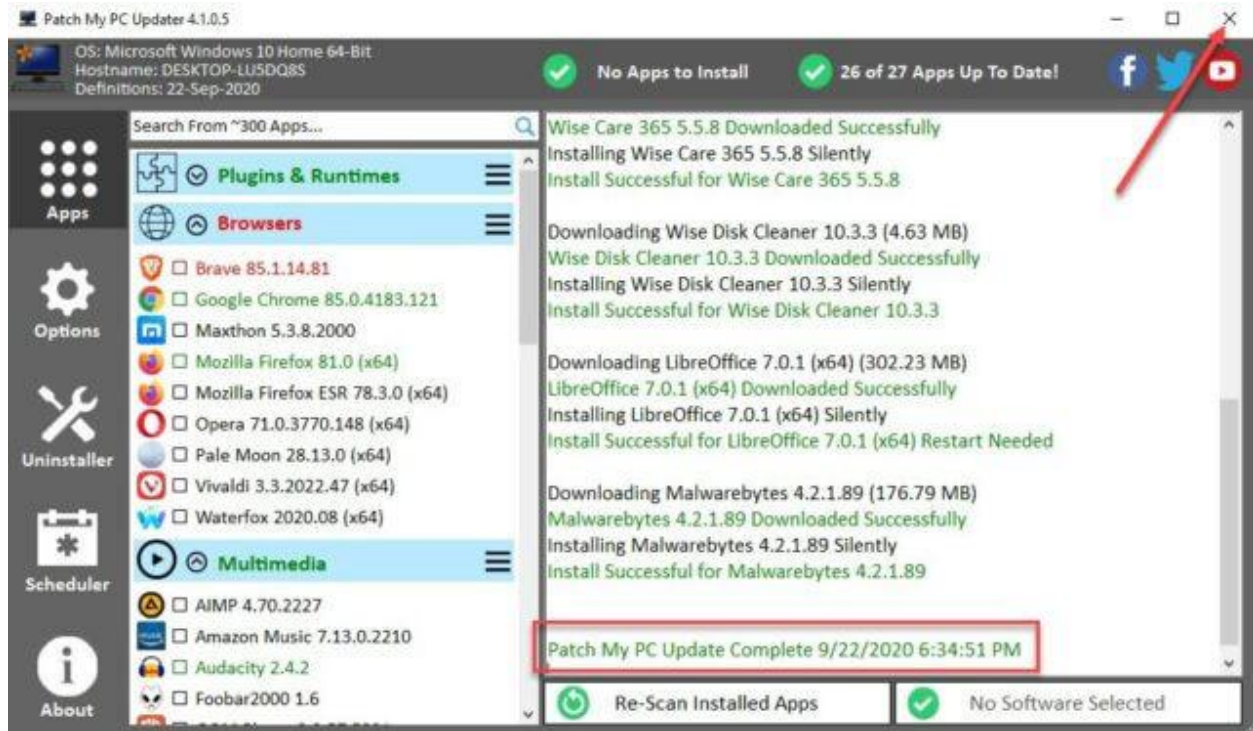 Patch My PC Updater 4.1.0.5
OS: Microsoft Windows 10 Home 64-Bit
Hostname: DESKTOP-LU5DQ8S
Definitions: 22-Sep-2020
No Apps to Install
26 of 27 Apps Up To Date!
Apps
Options
Uninstaller
Scheduler
About
Search From ~300 Apps...
Plugins & Runtimes
Browsers
Brave 85.1.14.81
Google Chrome 85.0.4183.121
Maxthon 5.3.8.2000
Mozilla Firefox 81.0 (x64)
Mozilla Firefox ESR 78.3.0 (x64)
Opera 71.0.3770.148 (x64)
Pale Moon 28.13.0 (x64)
Vivaldi 3.3.2022.47 (x64)
Waterfox 2020.08 (x64)
Multimedia
AIMP 4.70.2227
Amazon Music 7.13.0.2210
Audacity 2.4.2
Foobar2000 1.6
Wise Care 365 5.5.8 Downloaded Successfully
Installing Wise Care 365 5.5.8 Silently
Install Successful for Wise Care 365 5.5.8
Downloading Wise Disk Cleaner 10.3.3 (4.63 MB)
Wise Disk Cleaner 10.3.3 Downloaded Successfully
Installing Wise Disk Cleaner 10.3.3 Silently
Install Successful for Wise Disk Cleaner 10.3.3
Downloading LibreOffice 7.0.1 (x64) (302.23 MB)
LibreOffice 7.0.1 (x64) Downloaded Successfully
Installing LibreOffice 7.0.1 (x64) Silently
Install Successful for LibreOffice 7.0.1 (x64) Restart Needed
Downloading Malwarebytes 4.2.1.89 (176.79 MB)
Malwarebytes 4.2.1.89 Downloaded Successfully
Installing Malwarebytes 4.2.1.89 Silently
Install Successful for Malwarebytes 4.2.1.89
Patch My PC Update Complete 9/22/2020 6:34:51 PM
Re-Scan Installed Apps
No Software Selected